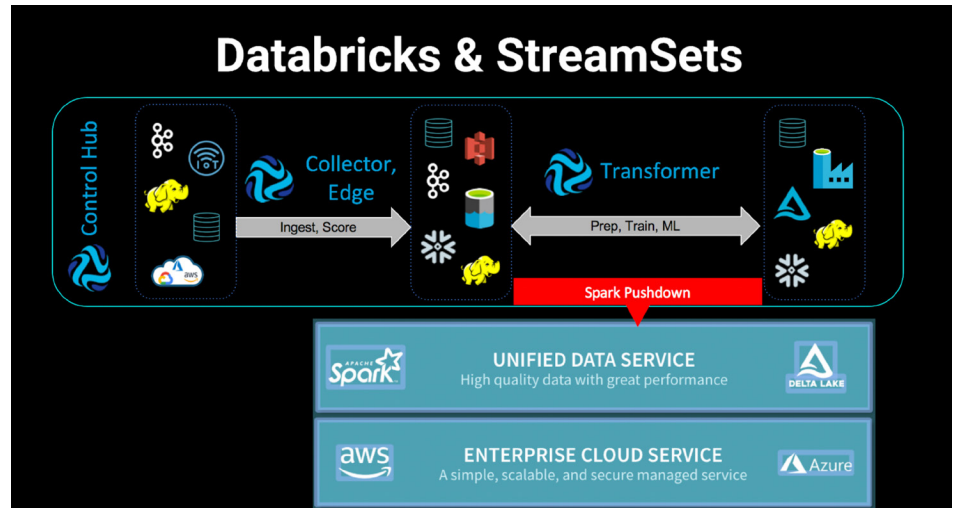 Databricks & StreamSets
Control Hub
IoT
aws
Collector,
Edge
Ingest, Score
Transformer
Prep, Train, ML
Spark Pushdown
APACHE
Spark
UNIFIED DATA SERVICE
High quality data with great performance
DELTA LAKE
aws
ENTERPRISE CLOUD SERVICE
A simple, scalable, and secure managed service
Azure